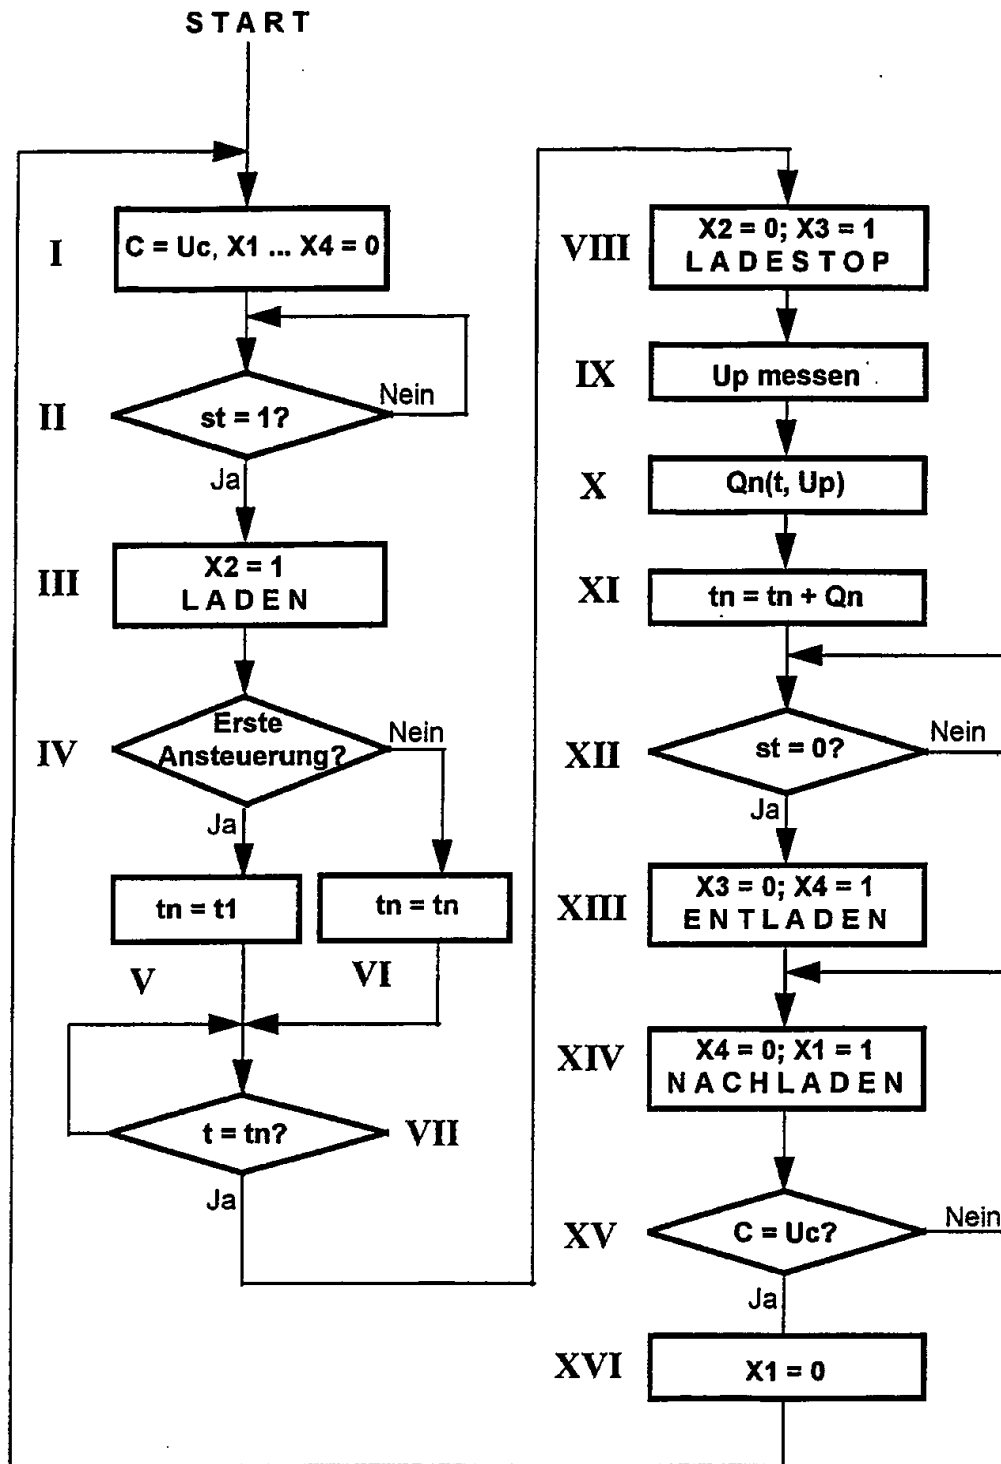 START
I
C = Uc, X1 ... X4 = 0
II
st = 1?
Nein
Ja
III
X2 = 1
LADEN
IV
Erste
Ansteuerung?
Nein
Ja
tn = t1
tn = tn
V
VI
t = tn?
VII
Ja
VIII
X2 = 0; X3 = 1
LADESTOP
IX
Up messen
X
Qn(t, Up)
XI
tn = tn + Qn
XII
st = 0?
Nein
Ja
XIII
X3 = 0; X4 = 1
ENTLADEN
XIV
X4 = 0; X1 = 1
NACHLADEN
XV
C = Uc?
Nein
Ja
XVI
X1 = 0